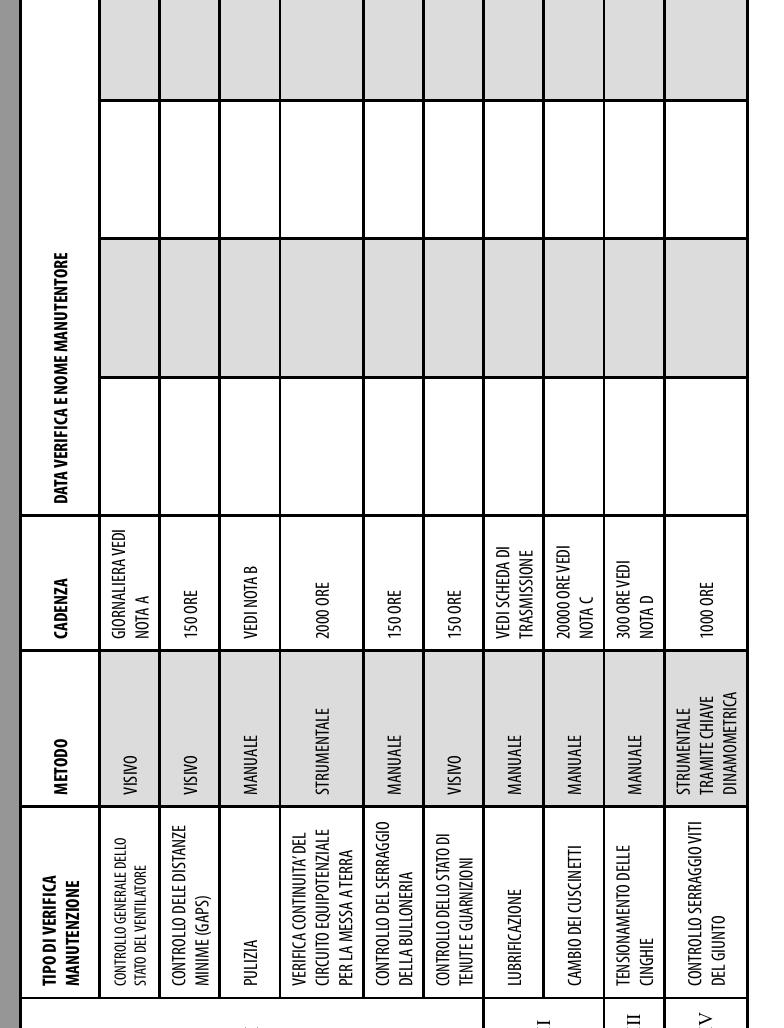 TIPO DI VERIFICA
MANUTENZIONE
METODO
CADENZA
DATA VERIFICA E NOME MANUTENTORE
CONTROLLO GENERALE DELLO
STATO DEL VENTILATORE
VISIVO
GIORNALIERA VEDI
NOTA A
CONTROLLO DELE DISTANZE
MINIME (GAPS)
VISIVO
150 ORE
PULIZIA
MANUALE
VEDI NOTA B
VERIFICA CONTINUITA' DEL
CIRCUITO EQUIPOTENZIALE
PER LA MESSA A TERRA
STRUMENTALE
2000 ORE
CONTROLLO DEL SERRAGGIO
DELLA BULLONERIA
MANUALE
150 ORE
CONTROLLO DELLO STATO DI
TENUTE E GUARNIZIONI
VISIVO
150 ORE
LUBRIFICAZIONE
MANUALE
VEDI SCHEDA DI
TRASMISSIONE
CAMBIO DEI CUSCINETTI
MANUALE
20000 ORE VEDI
NOTA C
TENSIONAMENTO DELLE
CINGHIE
MANUALE
300 ORE VEDI
NOTA D
CONTROLLO SERRAGGIO VITI
DEL GIUNTO
STRUMENTALE
TRAMITE CHIAVE
DINAMOMETRICA
1000 ORE